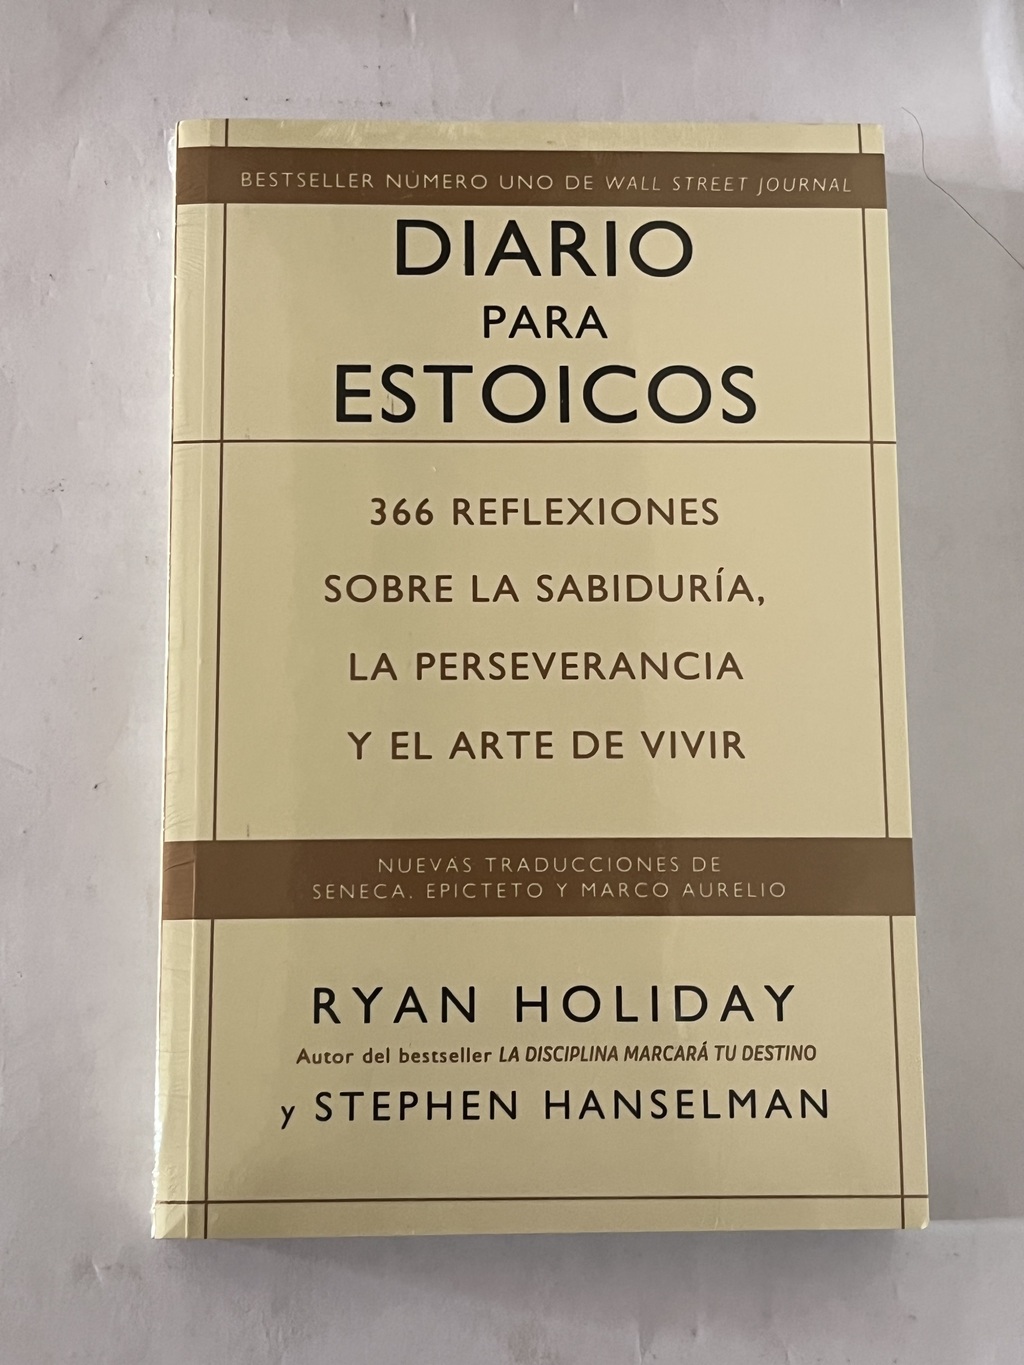 BESTSELLER NÚMERO UNO DE WALL STREET JOURNAL
DIARIO
PARA
ESTOICOS
366 REFLEXIONES
SOBRE LA SABIDURÍA,
LA PERSEVERANCIA
Y EL ARTE DE VIVIR
NUEVAS TRADUCCIONES DE
SENECA, EPICTETO Y MARCO AURELIO
RYAN HOLIDAY
Autor del bestseller LA DISCIPLINA MARCARÁ TU DESTINO
y STEPHEN HANSELMAN